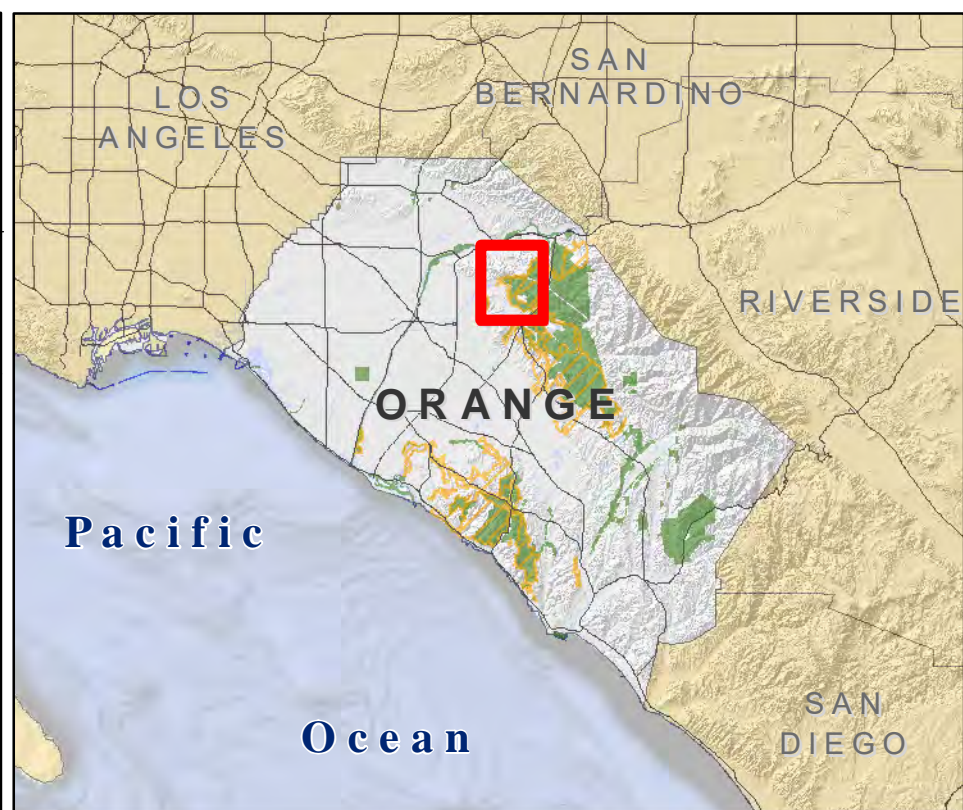 LOS
ANGELES
SAN
BERNARDINO
RIVERSIDE
ORANGE
Pacific
Ocean
SAN
DIEGO